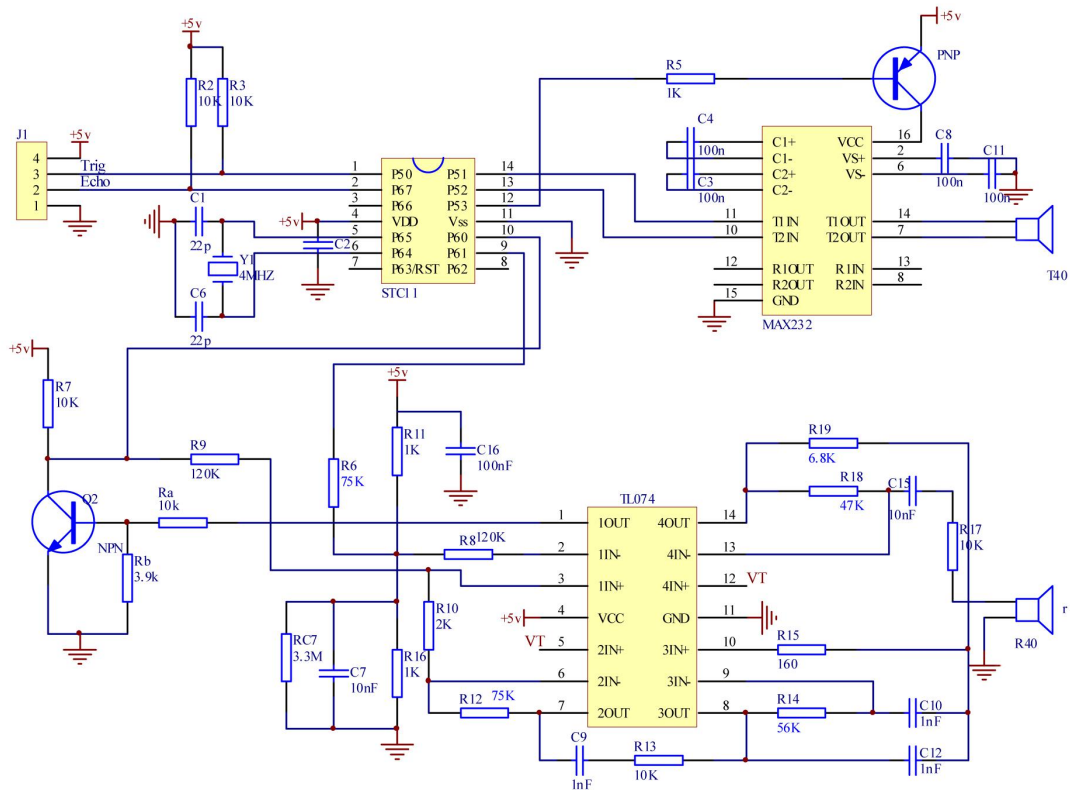 +5v
+5v
PNP
R2
10K
R3
10K
R5
1K
J1
+5v
4
3
2
1
Trig
Echo
C4
100n
C3
100n
C1+
C1-
C2+
C2-
VCC
VS+
VS-
16
2
6
C8
100n
C11
100n
1
2
3
4
5
6
7
P50
P67
P66
VDD
P65
P64
P63/RST
P51
P52
P53
Vss
P60
P61
P62
14
13
12
11
10
9
8
STC11
+5v
C2
C1
22p
Y1
4MHZ
C6
22p
11
10
T1IN
T2IN
T1OUT
T2OUT
14
7
T40
12
15
R1OUT
R2OUT
GND
R1IN
R2IN
13
8
MAX232
+5v
R7
10K
+5v
R11
1K
C16
100nF
R9
120K
R6
75K
Ra
10k
Q2
NPN
Rb
3.9k
R8
120K
R10
2K
RC7
3.3M
C7
10nF
R16
1K
R12
75K
TL074
1
2
3
4
5
6
7
+5v
VT
1OUT
1IN-
1IN+
VCC
2IN+
2IN-
2OUT
4OUT
4IN-
4IN+
GND
3IN+
3IN-
3OUT
14
13
12
11
10
9
8
VT
R19
6.8K
R18
47K
C15
10nF
R17
10K
r
R40
R15
160
R14
56K
C10
1nF
C12
1nF
C9
1nF
R13
10K